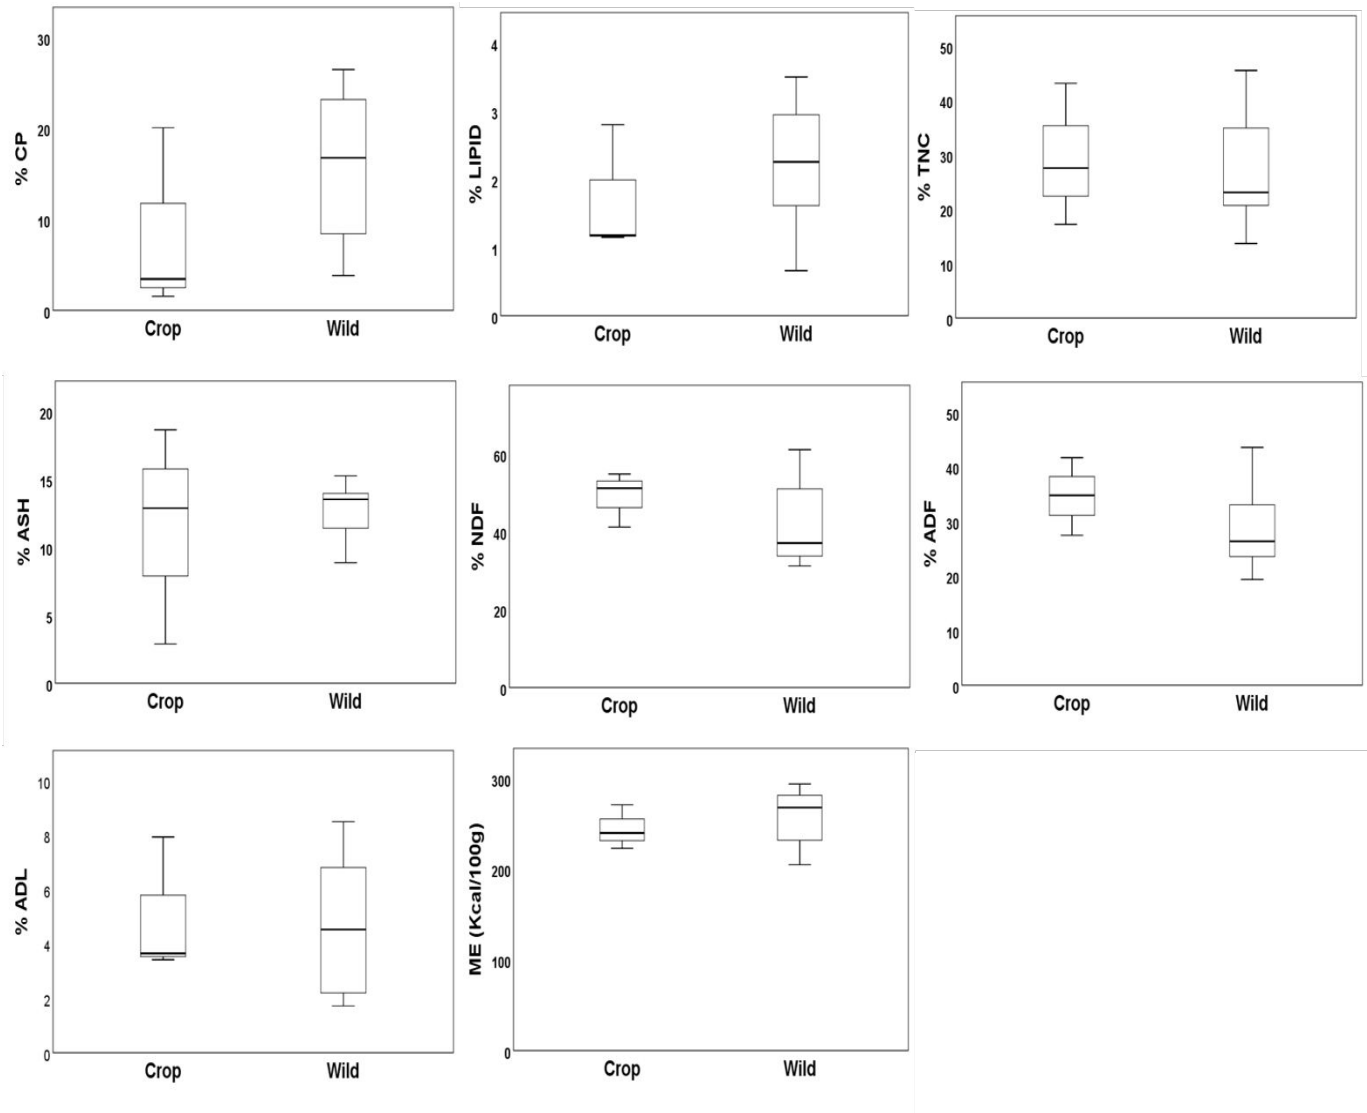 % CP
30
20
10
0
Crop Wild
% LIPID
4
3
2
1
0
Crop Wild
% TNC
50
40
30
20
10
0
Crop Wild
% ASH
20
15
10
5
0
Crop Wild
% NDF
60
40
20
0
Crop Wild
% ADF
50
40
30
20
10
0
Crop Wild
% ADL
10
8
6
4
2
0
Crop Wild
ME (Kcal/100g)
300
200
100
0
Crop Wild